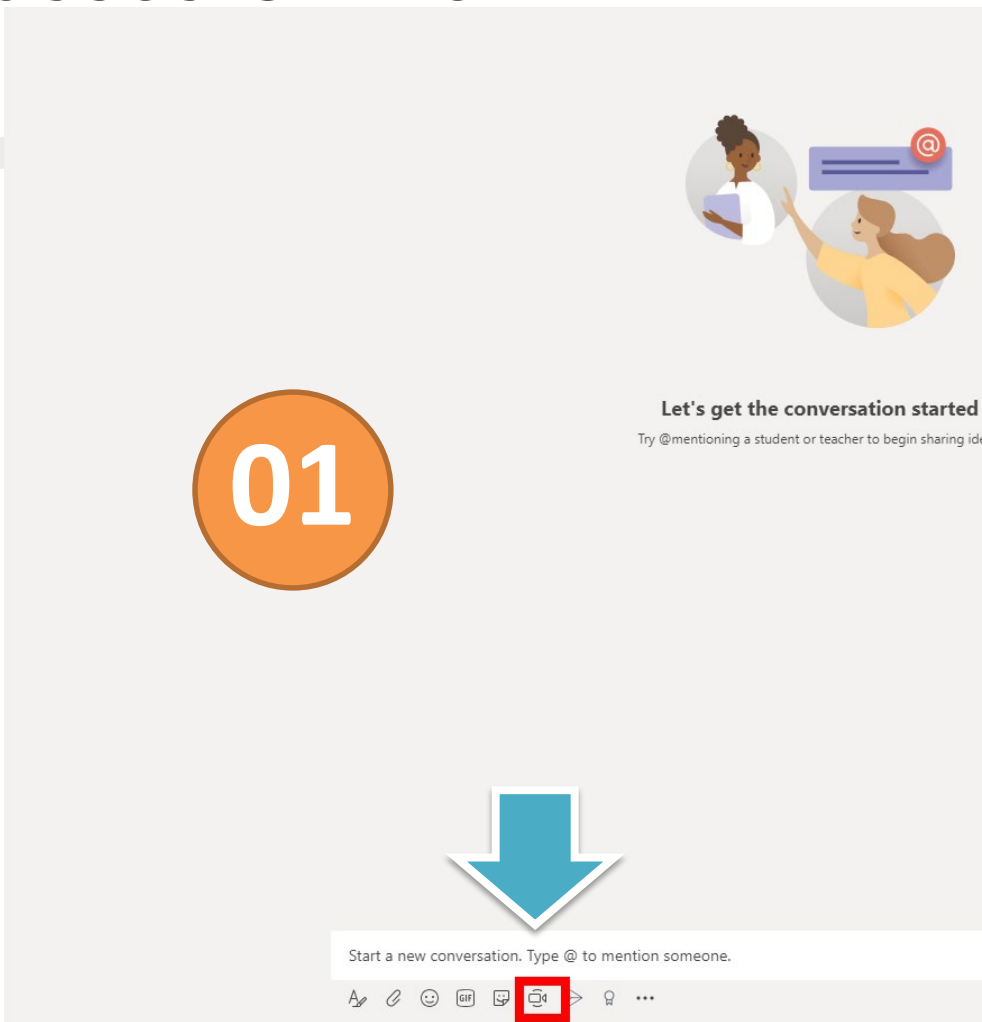 @
Let's get the conversation started
Try @mentioning a student or teacher to begin sharing
01
Start a new conversation. Type @ to mention someone.
GIF